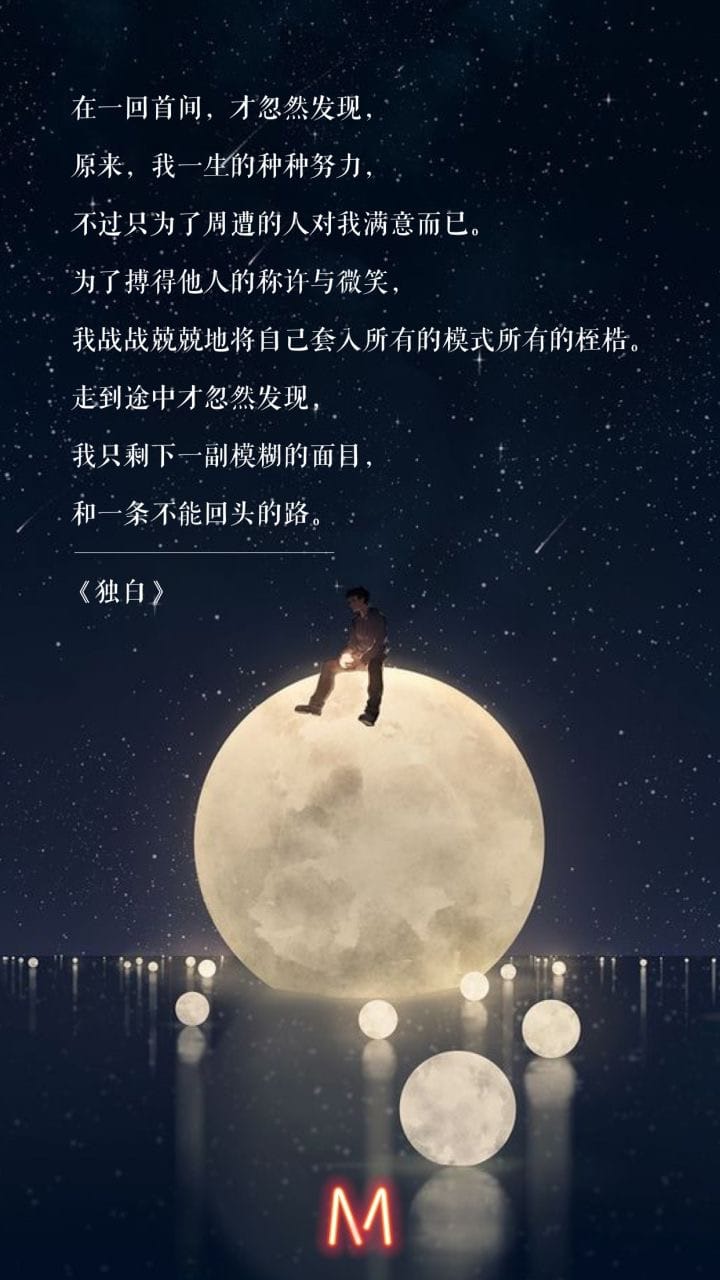 在一回首间，才忽然发现，
原来，我一生的种种努力，
不过只为了周遭的人对我满意而已。
为了搏得他人的称许与微笑，
我战战兢兢地将自己套入所有的模式所有的桎梏。
走到途中才忽然发现，
我只剩下一副模糊的面目，
和一条不能回头的路。
《独白》
M